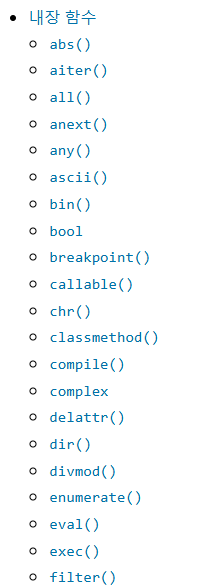 내장 함수
abs()
aiter()
all()
anext()
any()
ascii()
bin()
bool
breakpoint()
callable()
chr()
classmethod()
compile()
complex
delattr()
dir()
divmod()
enumerate()
eval()
exec()
filter()